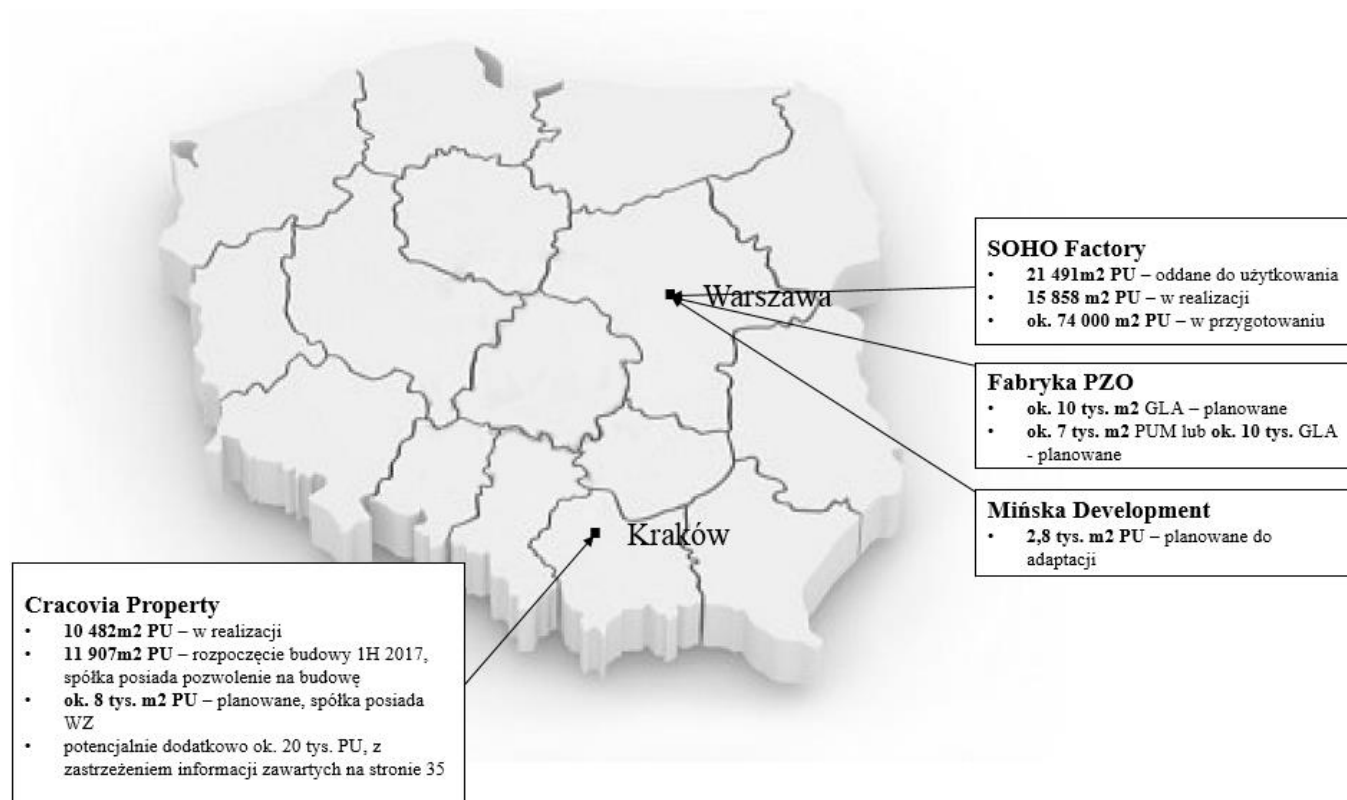 SOHO Factory
• 21 491m2 PU – oddane do użytkowania
• 15 858 m2 PU – w realizacji
• ok. 74 000 m2 PU – w przygotowaniu
Warszawa
Fabryka PZO
• ok. 10 tys. m2 GLA – planowane
• ok. 7 tys. m2 PUM lub ok. 10 tys. GLA
- planowane
Mińska Development
• 2,8 tys. m2 PU – planowane do
adaptacji
Kraków
Cracovia Property
• 10 482m2 PU – w realizacji
• 11 907m2 PU – rozpoczęcie budowy 1H 2017,
spółka posiada pozwolenie na budowę
• ok. 8 tys. m2 PU – planowane, spółka posiada
WZ
• potencjalnie dodatkowo ok. 20 tys. PU, z
zastrzeżeniem informacji zawartych na stronie 35